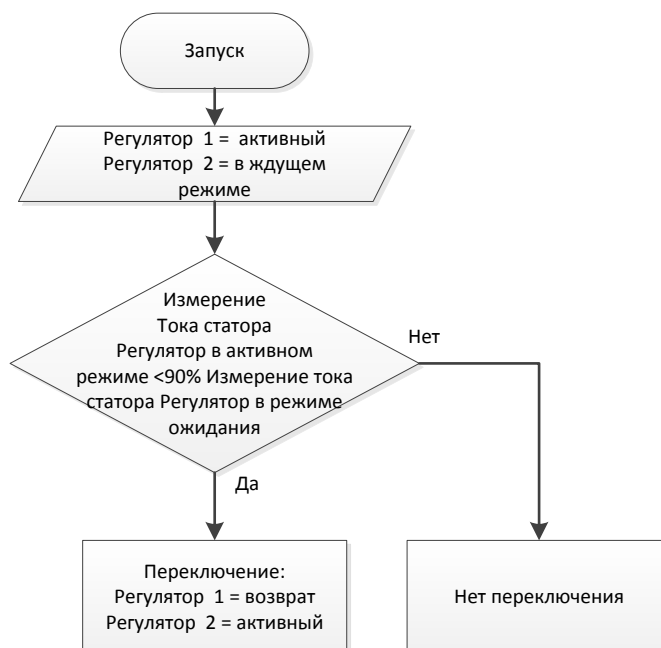 Запуск
Регулятор 1 = активный
Регулятор 2 = в ждущем
режиме
Измерение
Тока статора
Регулятор в активном
режиме <90% Измерение тока
статора Регулятор в режиме
ожидания
Нет
Да
Переключение:
Регулятор 1 = возврат
Регулятор 2 = активный
Нет переключения